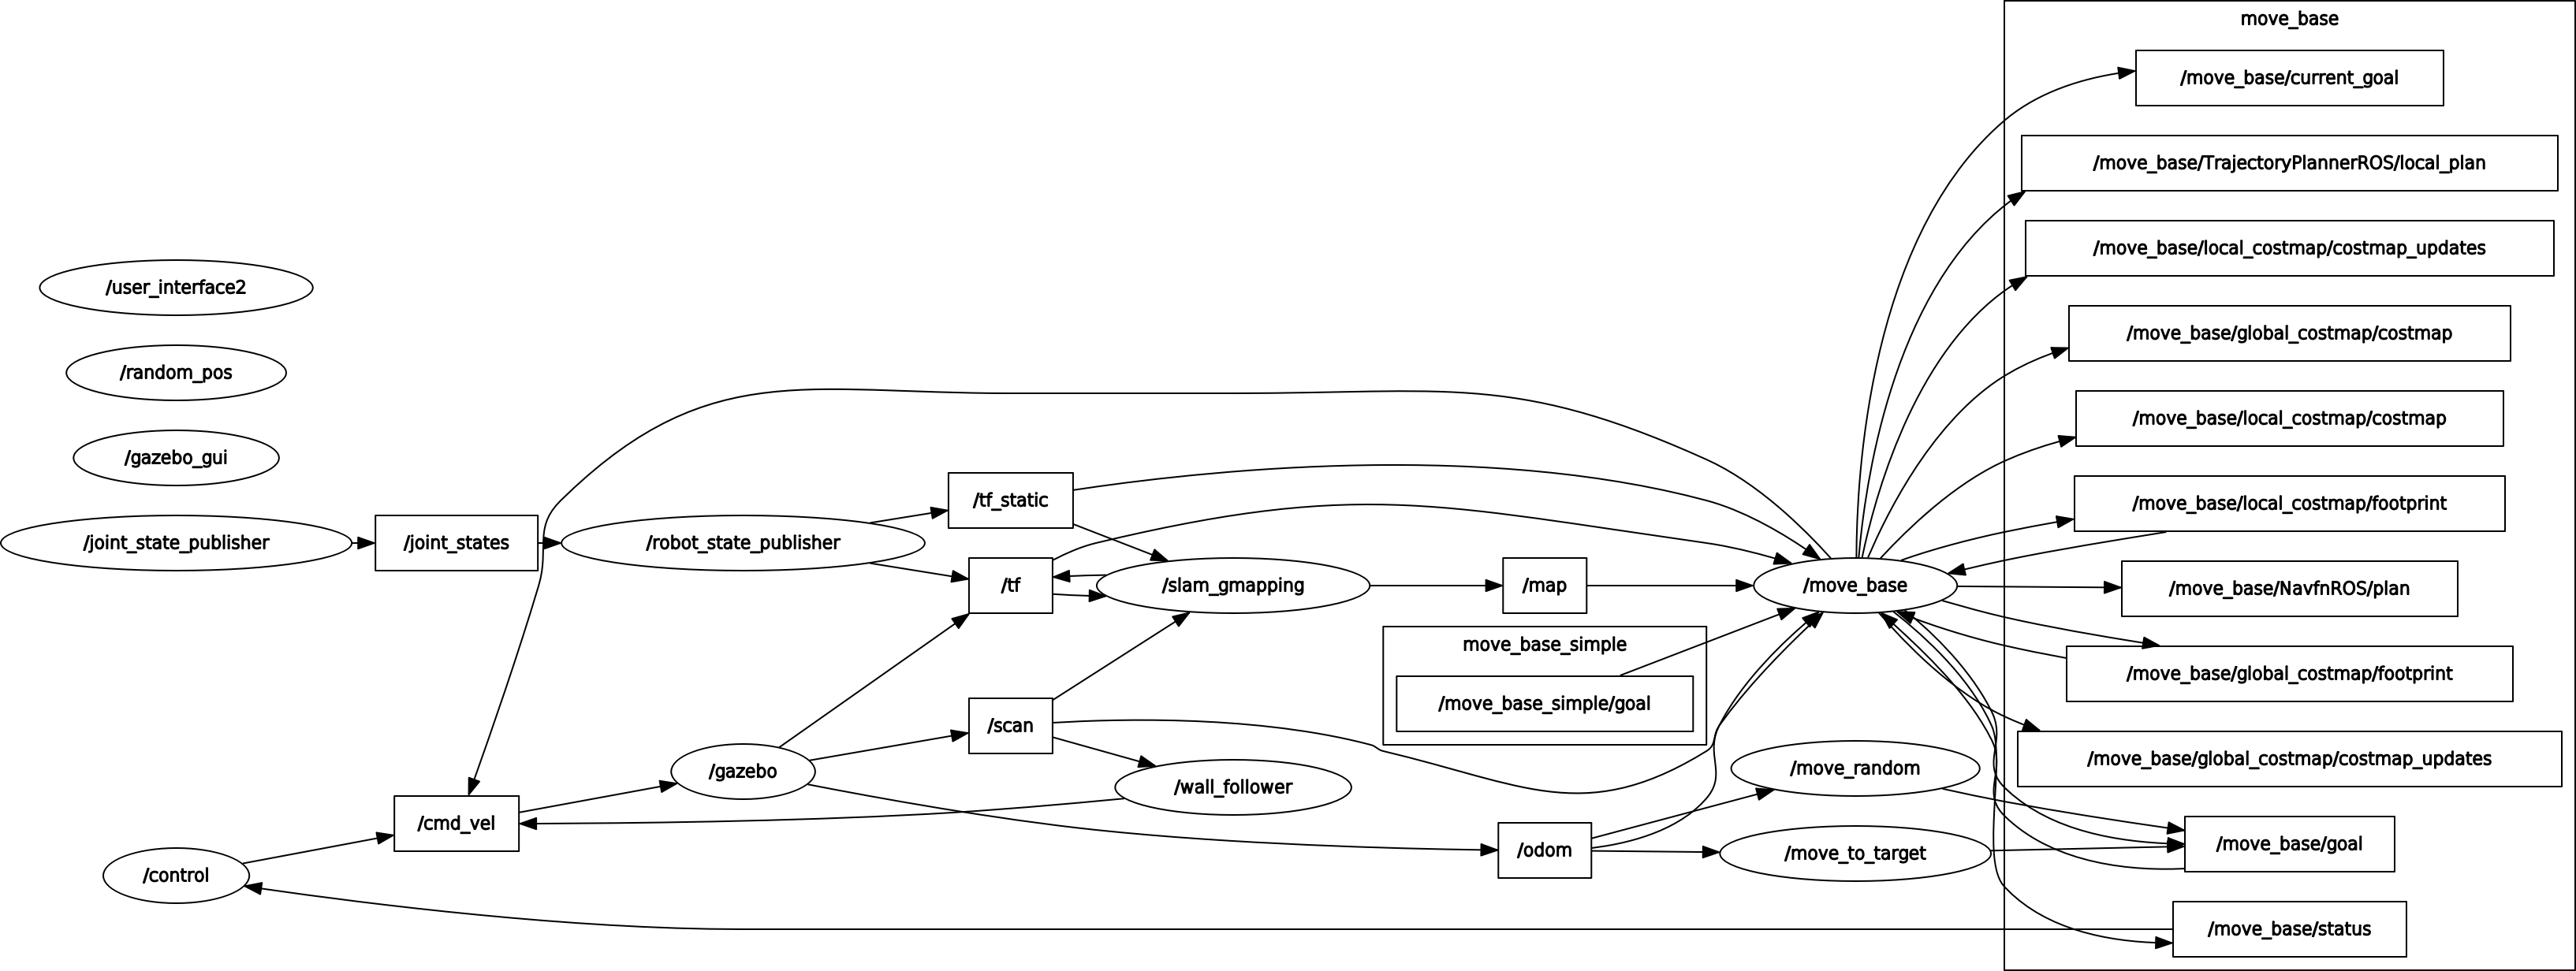 move_base
/move_base/current_goal
/move_base/TrajectoryPlannerROS/local_plan
/move_base/local_costmap/costmap_updates
/user_interface2
/move_base/global_costmap/costmap
/random_pos
/move_base/local_costmap/costmap
/gazebo_gui
/tf_static
/move_base/local_costmap/footprint
/joint_state_publisher
/joint_states
/robot_state_publisher
/tf
/slam_gmapping
/map
/move_base
/move_base/NavfnROS/plan
move_base_simple
/move_base/global_costmap/footprint
/move_base_simple/goal
/scan
/move_base/global_costmap/costmap_updates
/gazebo
/move_random
/wall_follower
/cmd_vel
/move_base/goal
/odom
/move_to_target
/control
/move_base/status